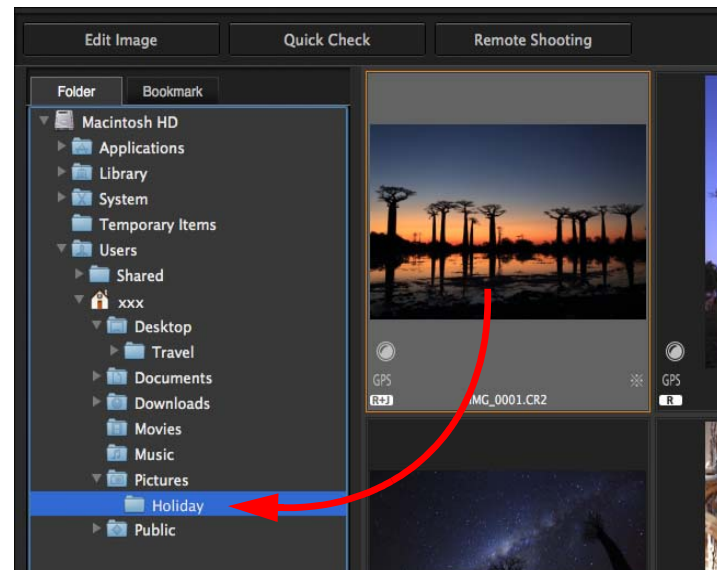 Edit Image
Quick Check
Remote Shooting
Folder
Bookmark
Macintosh HD
Applications
Library
System
Temporary Items
Users
Shared
xxx
Desktop
Travel
Documents
Downloads
Movies
Music
Pictures
Holiday
Public
GPS
R+J
IMG_0001.CR2
GPS
R